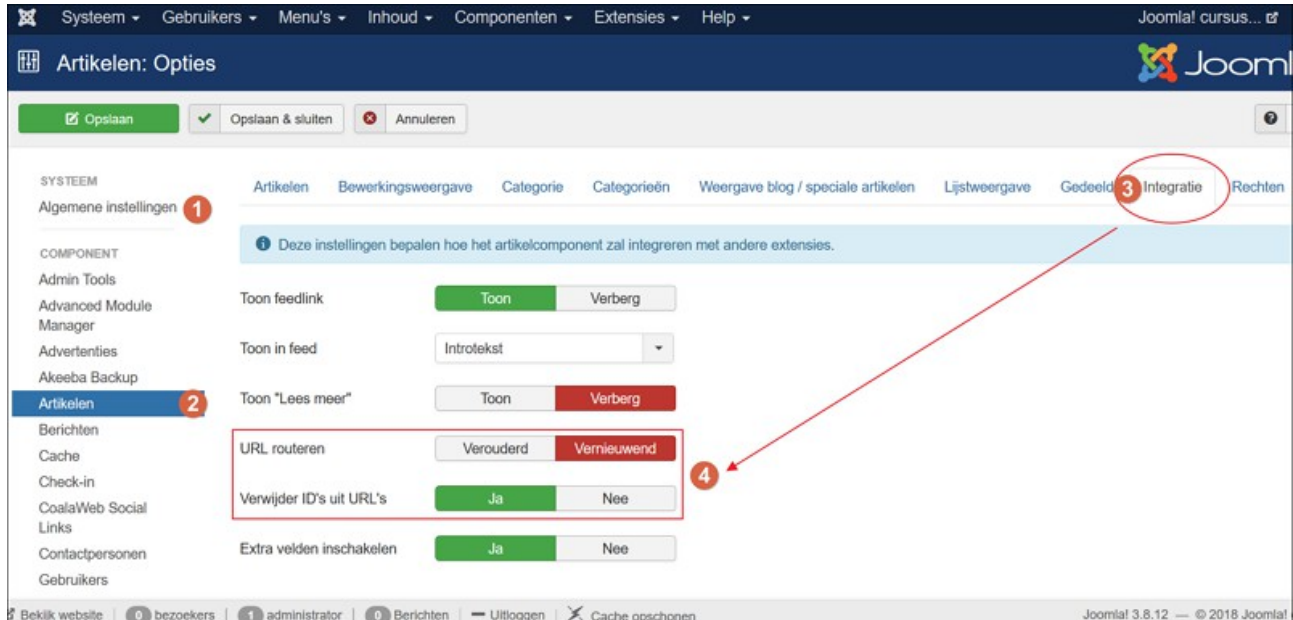 Systeem Gebruikers Menu's Inhoud Componenten Extensies Help Joomla! cursus...
Artikelen: Opties Jooml
Opslaan Opslaan & sluiten Annuleren
SYSTEEM
Algemene instellingen 1
COMPONENT
Admin Tools
Advanced Module
Manager
Advertenties
Akeeba Backup
Artikelen 2
Berichten
Cache
Check-in
CoalaWeb Social
Links
Contactpersonen
Gebruikers
Artikelen Bewerkingsweergave Categorie Categorieën Weergave blog / speciale artikelen Lijstweergave Gedeeld 3 Integratie Rechten
Deze instellingen bepalen hoe het artikelcomponent zal integreren met andere extensies.
Toon feedlink Toon Verberg
Toon in feed Introtekst
Toon "Lees meer" Toon Verberg
URL routeren Verouderd Vernieuwend
4
Verwijder ID's uit URL's Ja Nee
Extra velden inschakelen Ja Nee
Bekijk website 0 bezoekers 1 administrator 0 Berichten Uitloggen Cache opschonen Joomla! 3.8.12 — © 2018 Joomla!